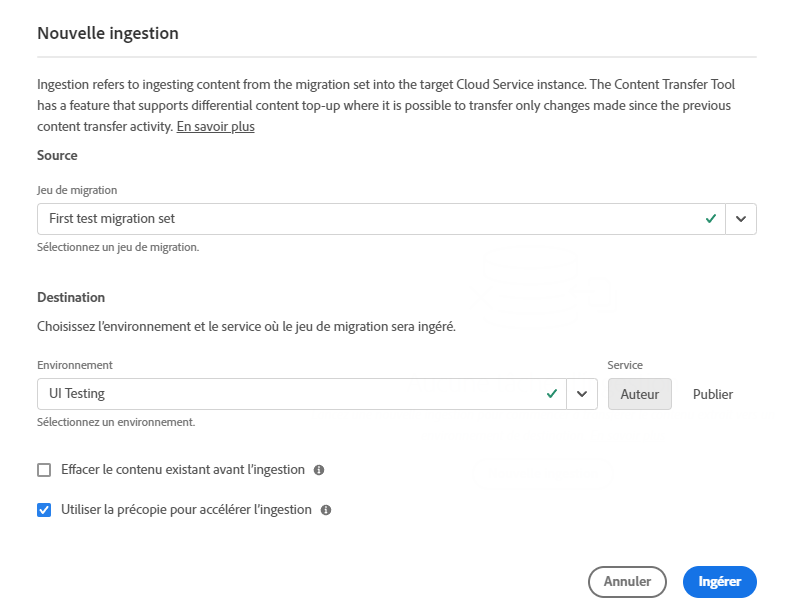 Nouvelle ingestion
Ingestion refers to ingesting content from the migration set into the target Cloud Service instance. The Content Transfer Tool
has a feature that supports differential content top-up where it is possible to transfer only changes made since the previous
content transfer activity. En savoir plus
Source
Jeu de migration
First test migration set
Sélectionnez un jeu de migration.
Destination
Choisissez l’environnement et le service où le jeu de migration sera ingéré.
Environnement Service
UI Testing Auteur Publier
Sélectionnez un environnement.
Effacer le contenu existant avant l’ingestion
Utiliser la précopie pour accélérer l’ingestion
Annuler Ingérer